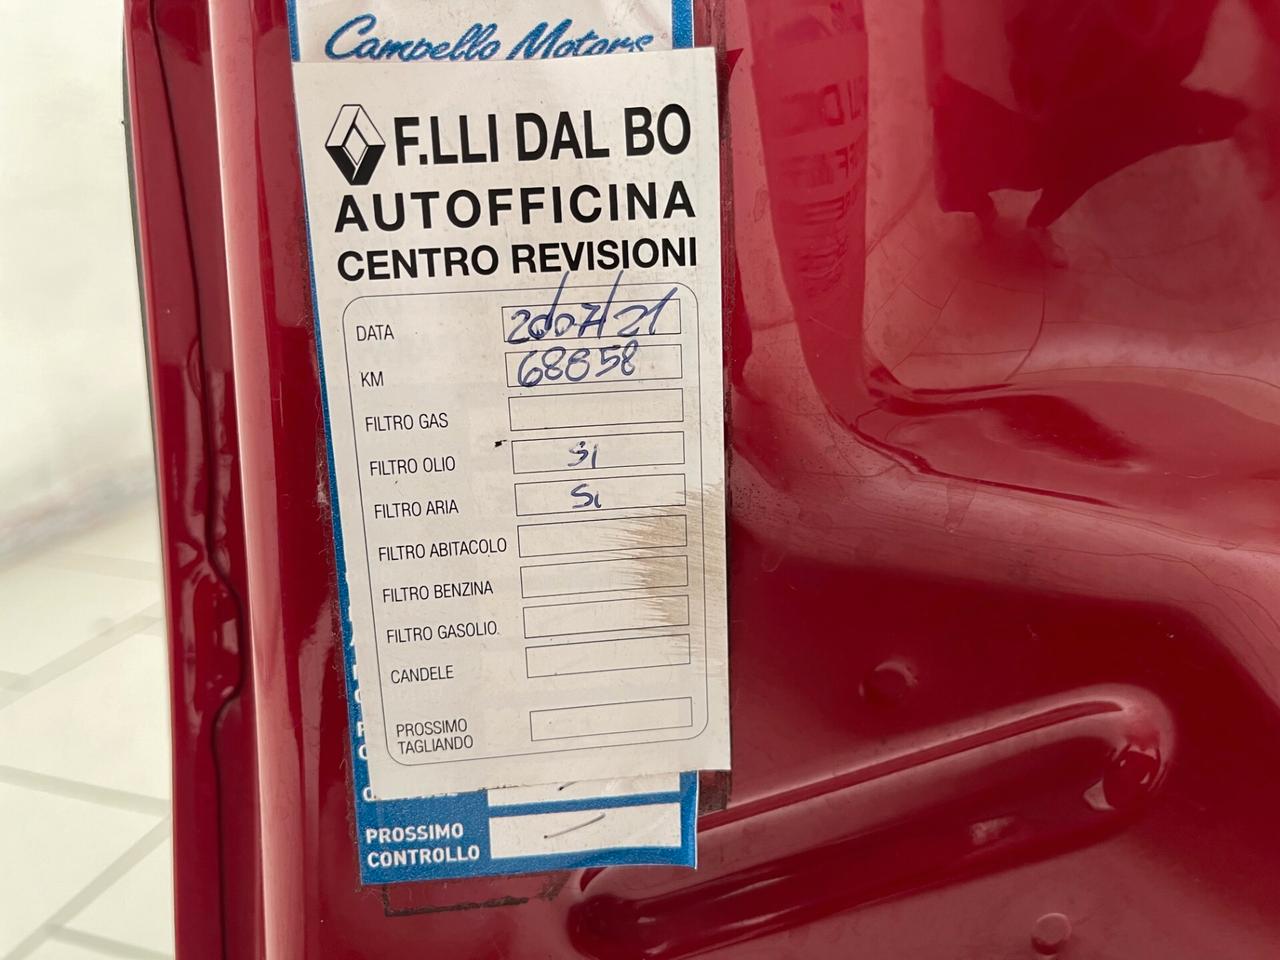 Campello Motors
F.LLI DAL BO
AUTOFFICINA
CENTRO REVISIONI
DATA 20/07/21
KM 68858
FILTRO GAS
FILTRO OLIO SI
FILTRO ARIA SI
FILTRO ABITACOLO
FILTRO BENZINA
FILTRO GASOLIO
CANDELE
PROSSIMO
TAGLIANDO
PROSSIMO
CONTROLLO